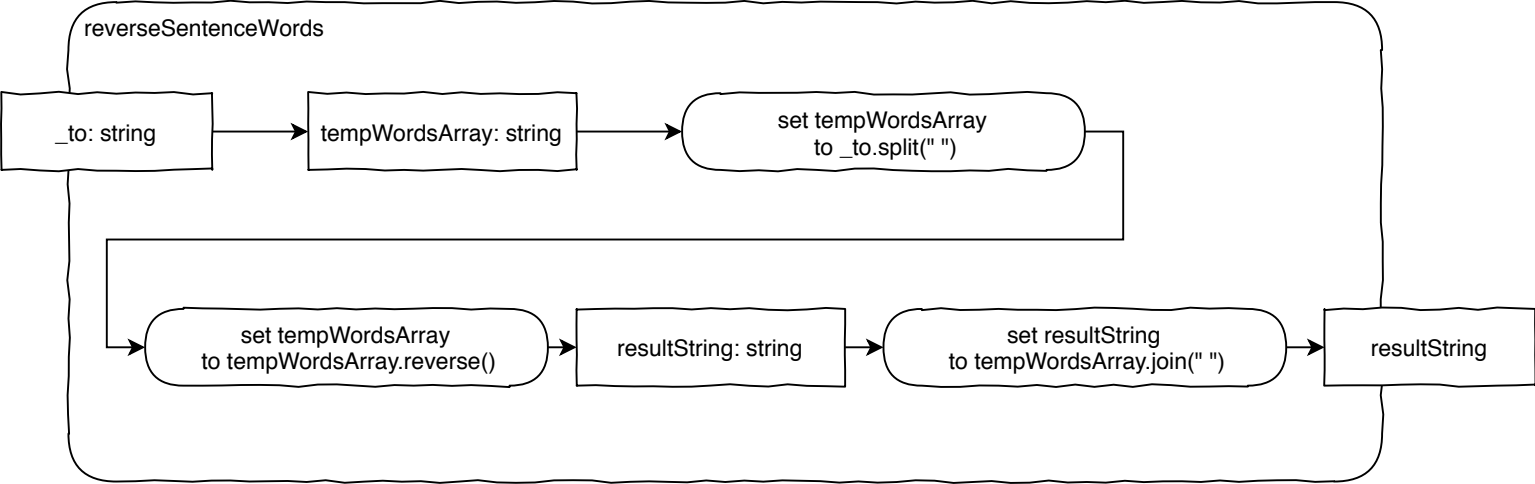 reverseSentenceWords
_to: string
tempWordsArray: string
set tempWordsArray
to _to.split(" ")
set tempWordsArray
to tempWordsArray.reverse()
resultString: string
set resultString
to tempWordsArray.join(" ")
resultString